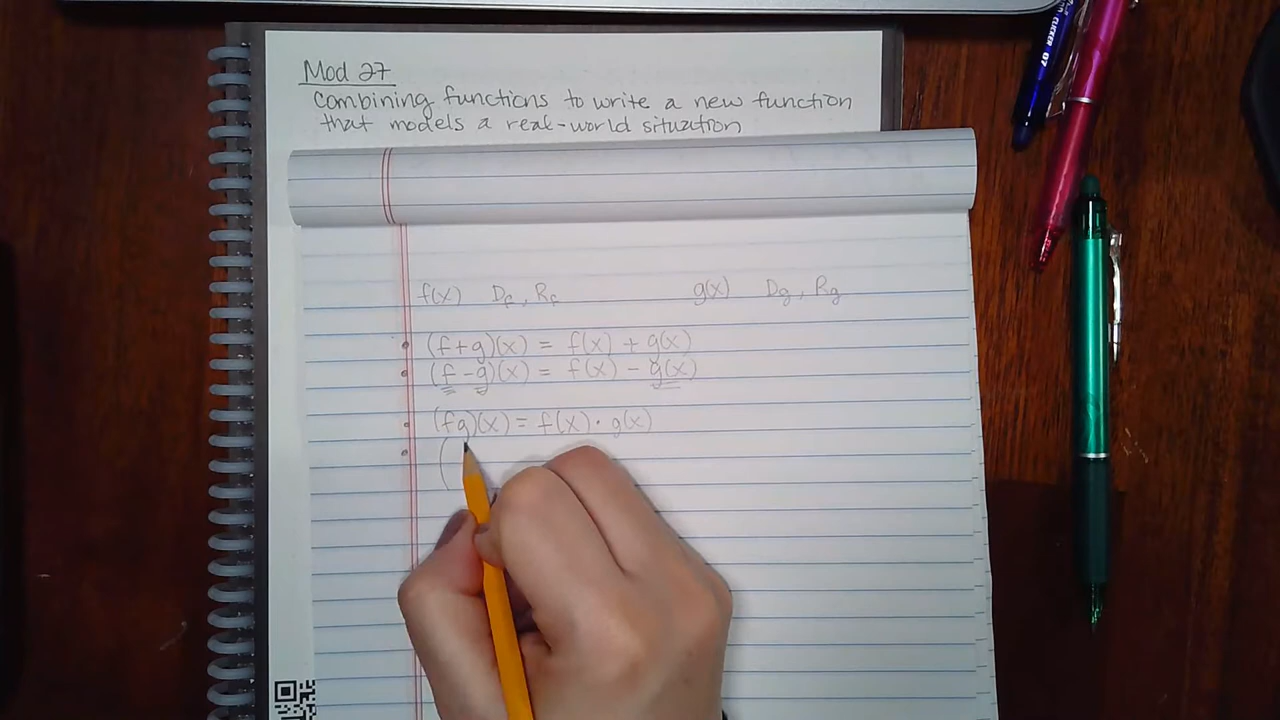 Mod 27
Combining functions to write a new function
that models a real-world situation
f(x) Df, Rf g(x) Dg, Rg
• (f+g)(x) = f(x) + g(x)
• (f-g)(x) = f(x) - g(x)
• (fg)(x) = f(x) · g(x)
• (